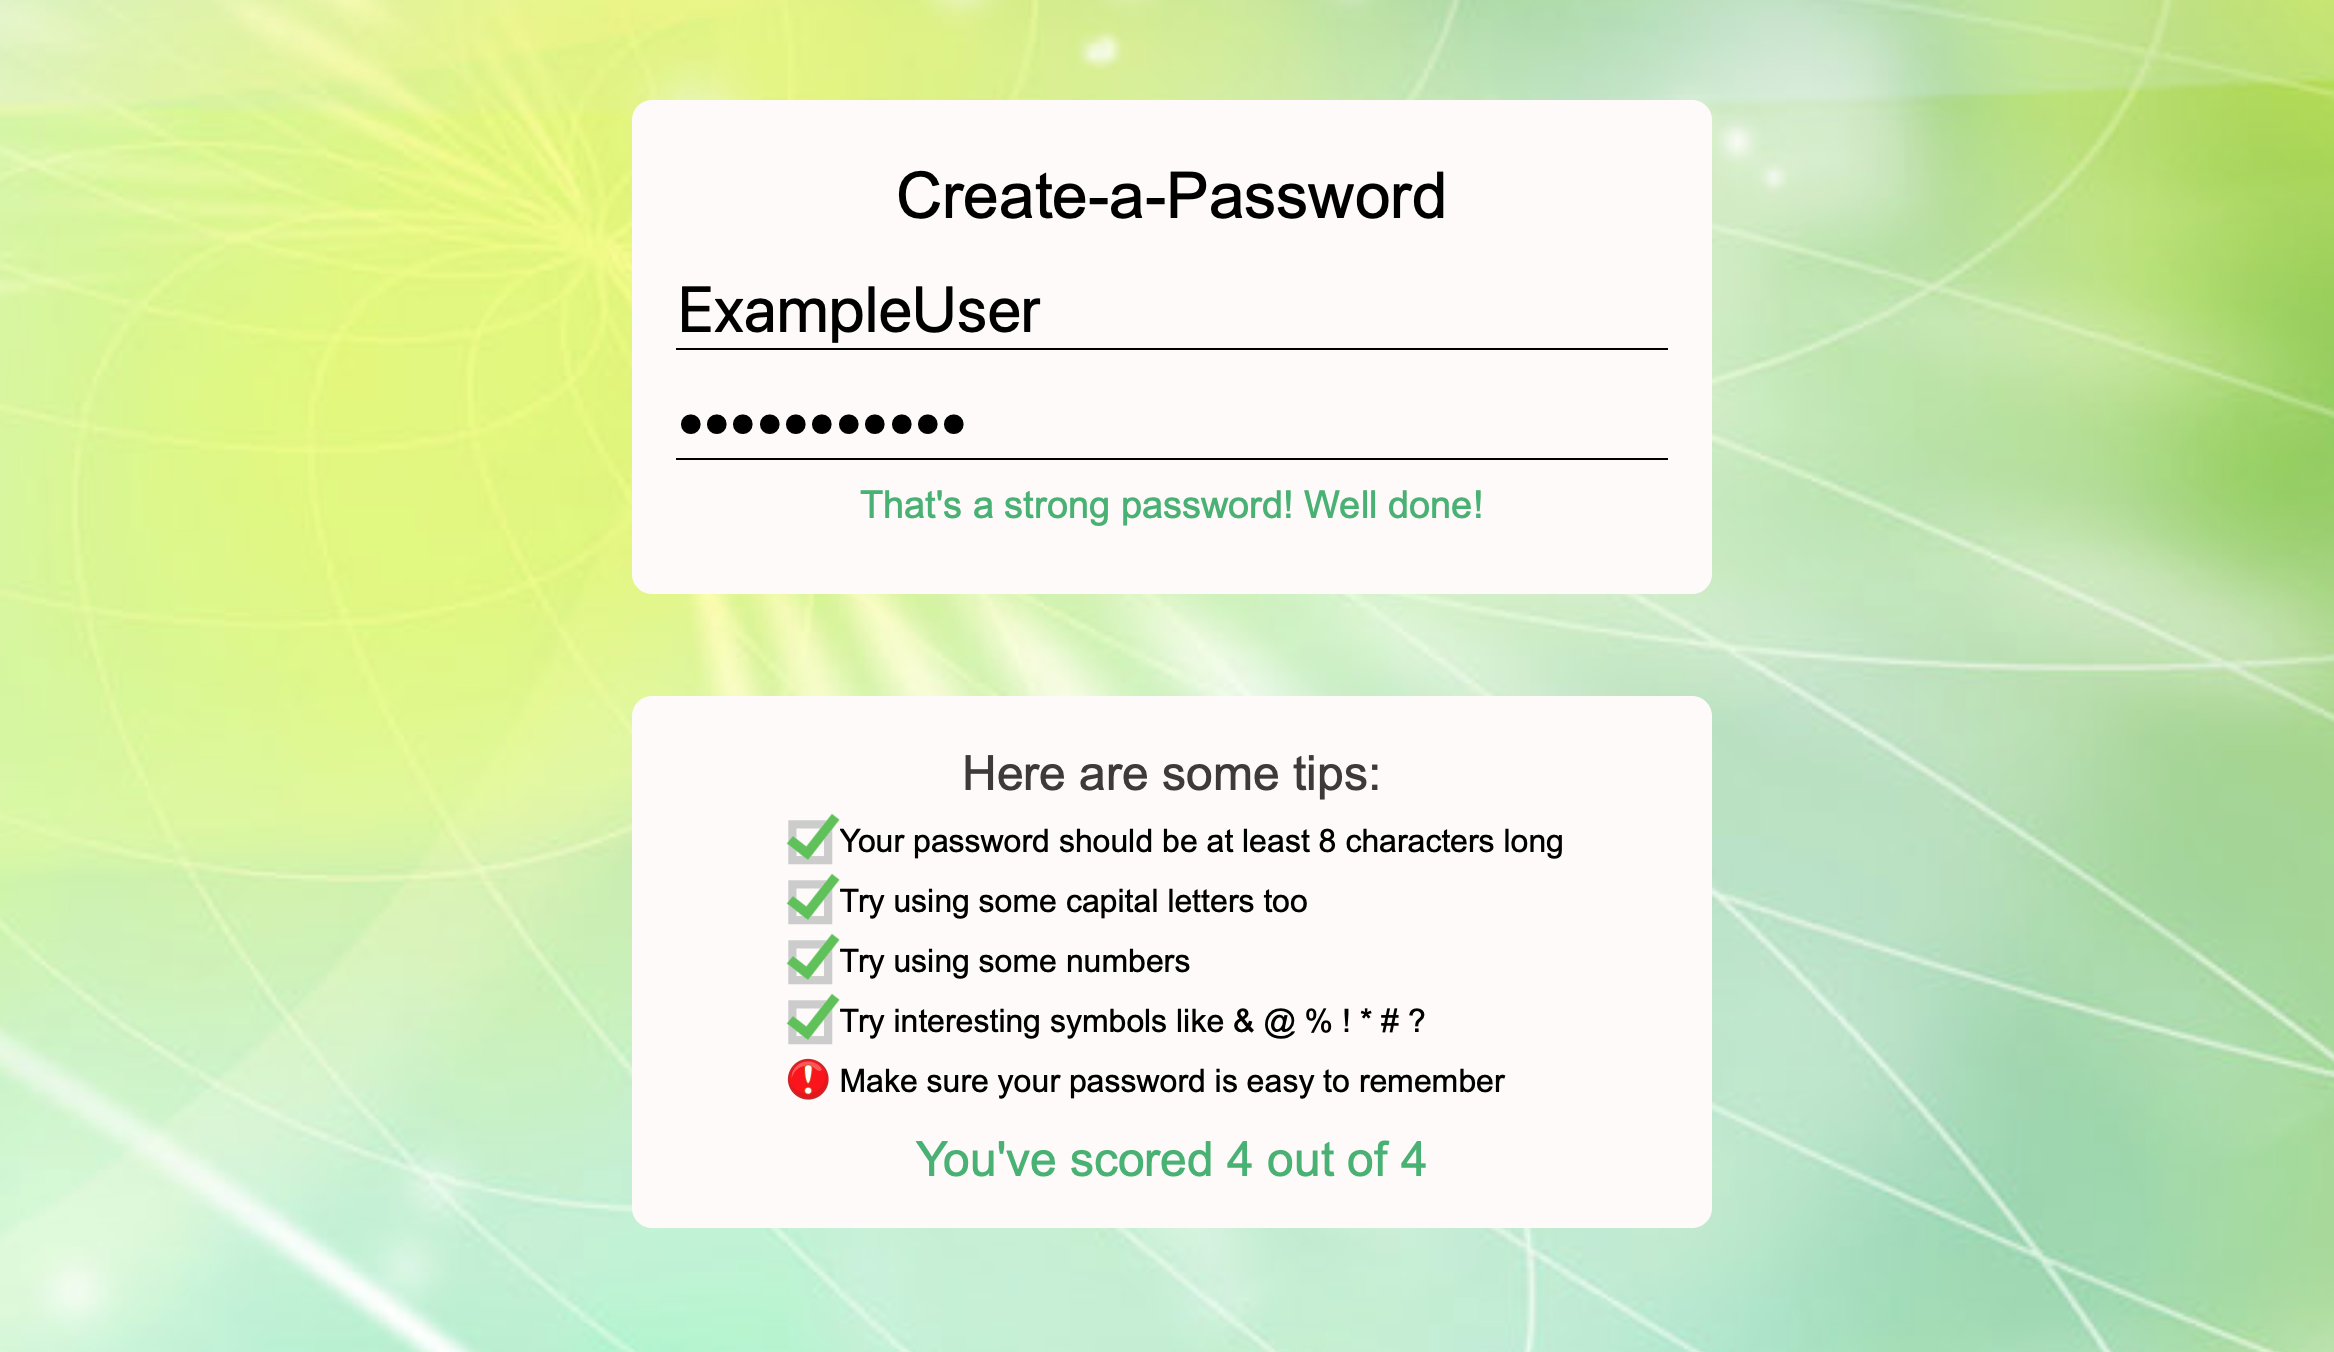 Create-a-Password
ExampleUser
•••••••••••
That's a strong password! Well done!
Here are some tips:
Your password should be at least 8 characters long
Try using some capital letters too
Try using some numbers
Try interesting symbols like & @ % ! * # ?
Make sure your password is easy to remember
You've scored 4 out of 4